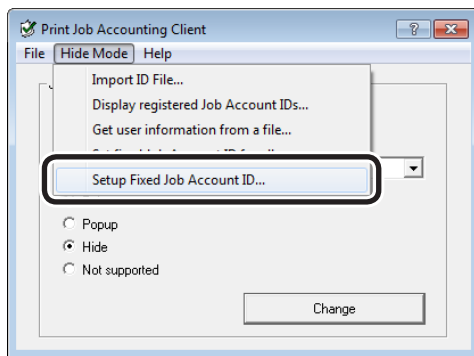 Print Job Accounting Client
File Hide Mode Help
Import ID File...
Display registered Job Account IDs...
Get user information from a file...
Setup Fixed Job Account ID...
Popup
Hide
Not supported
Change